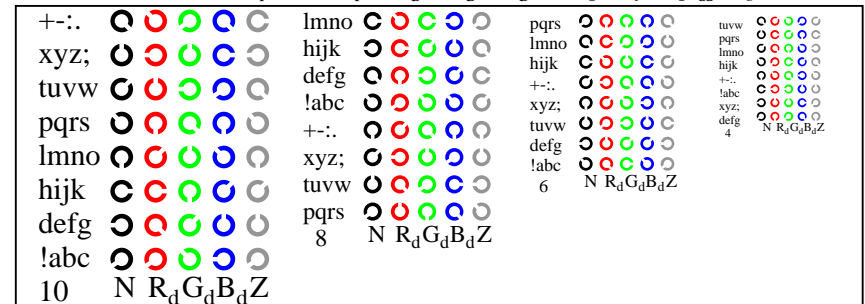 +-:.
xyz;
tuvw
pqrs
lmno
hijk
defg
!abc
10 N RdGdBdZ
lmno
hijk
defg
!abc
+-:.
xyz;
tuvw
pqrs
8 N RdGdBdZ
pqrs
lmno
hijk
+-:.
xyz;
tuvw
defg
!abc
6 N RdGdBdZ
tuvw
pqrs
lmno
hijk
+-:.
!abc
xyz;
defg
4 N RdGdBdZ